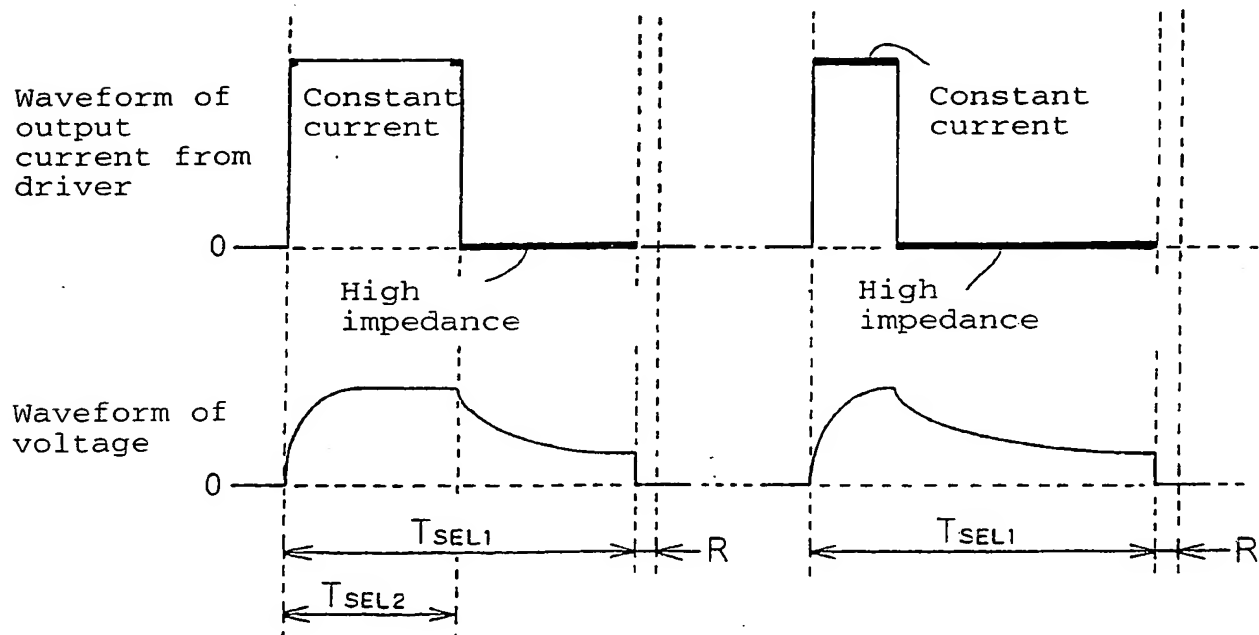 Waveform of
output
current from
driver
Constant
current
Constant
current
0
High
impedance
High
impedance
Waveform of
voltage
0
TSEL1
R
TSEL1
R
TSEL2